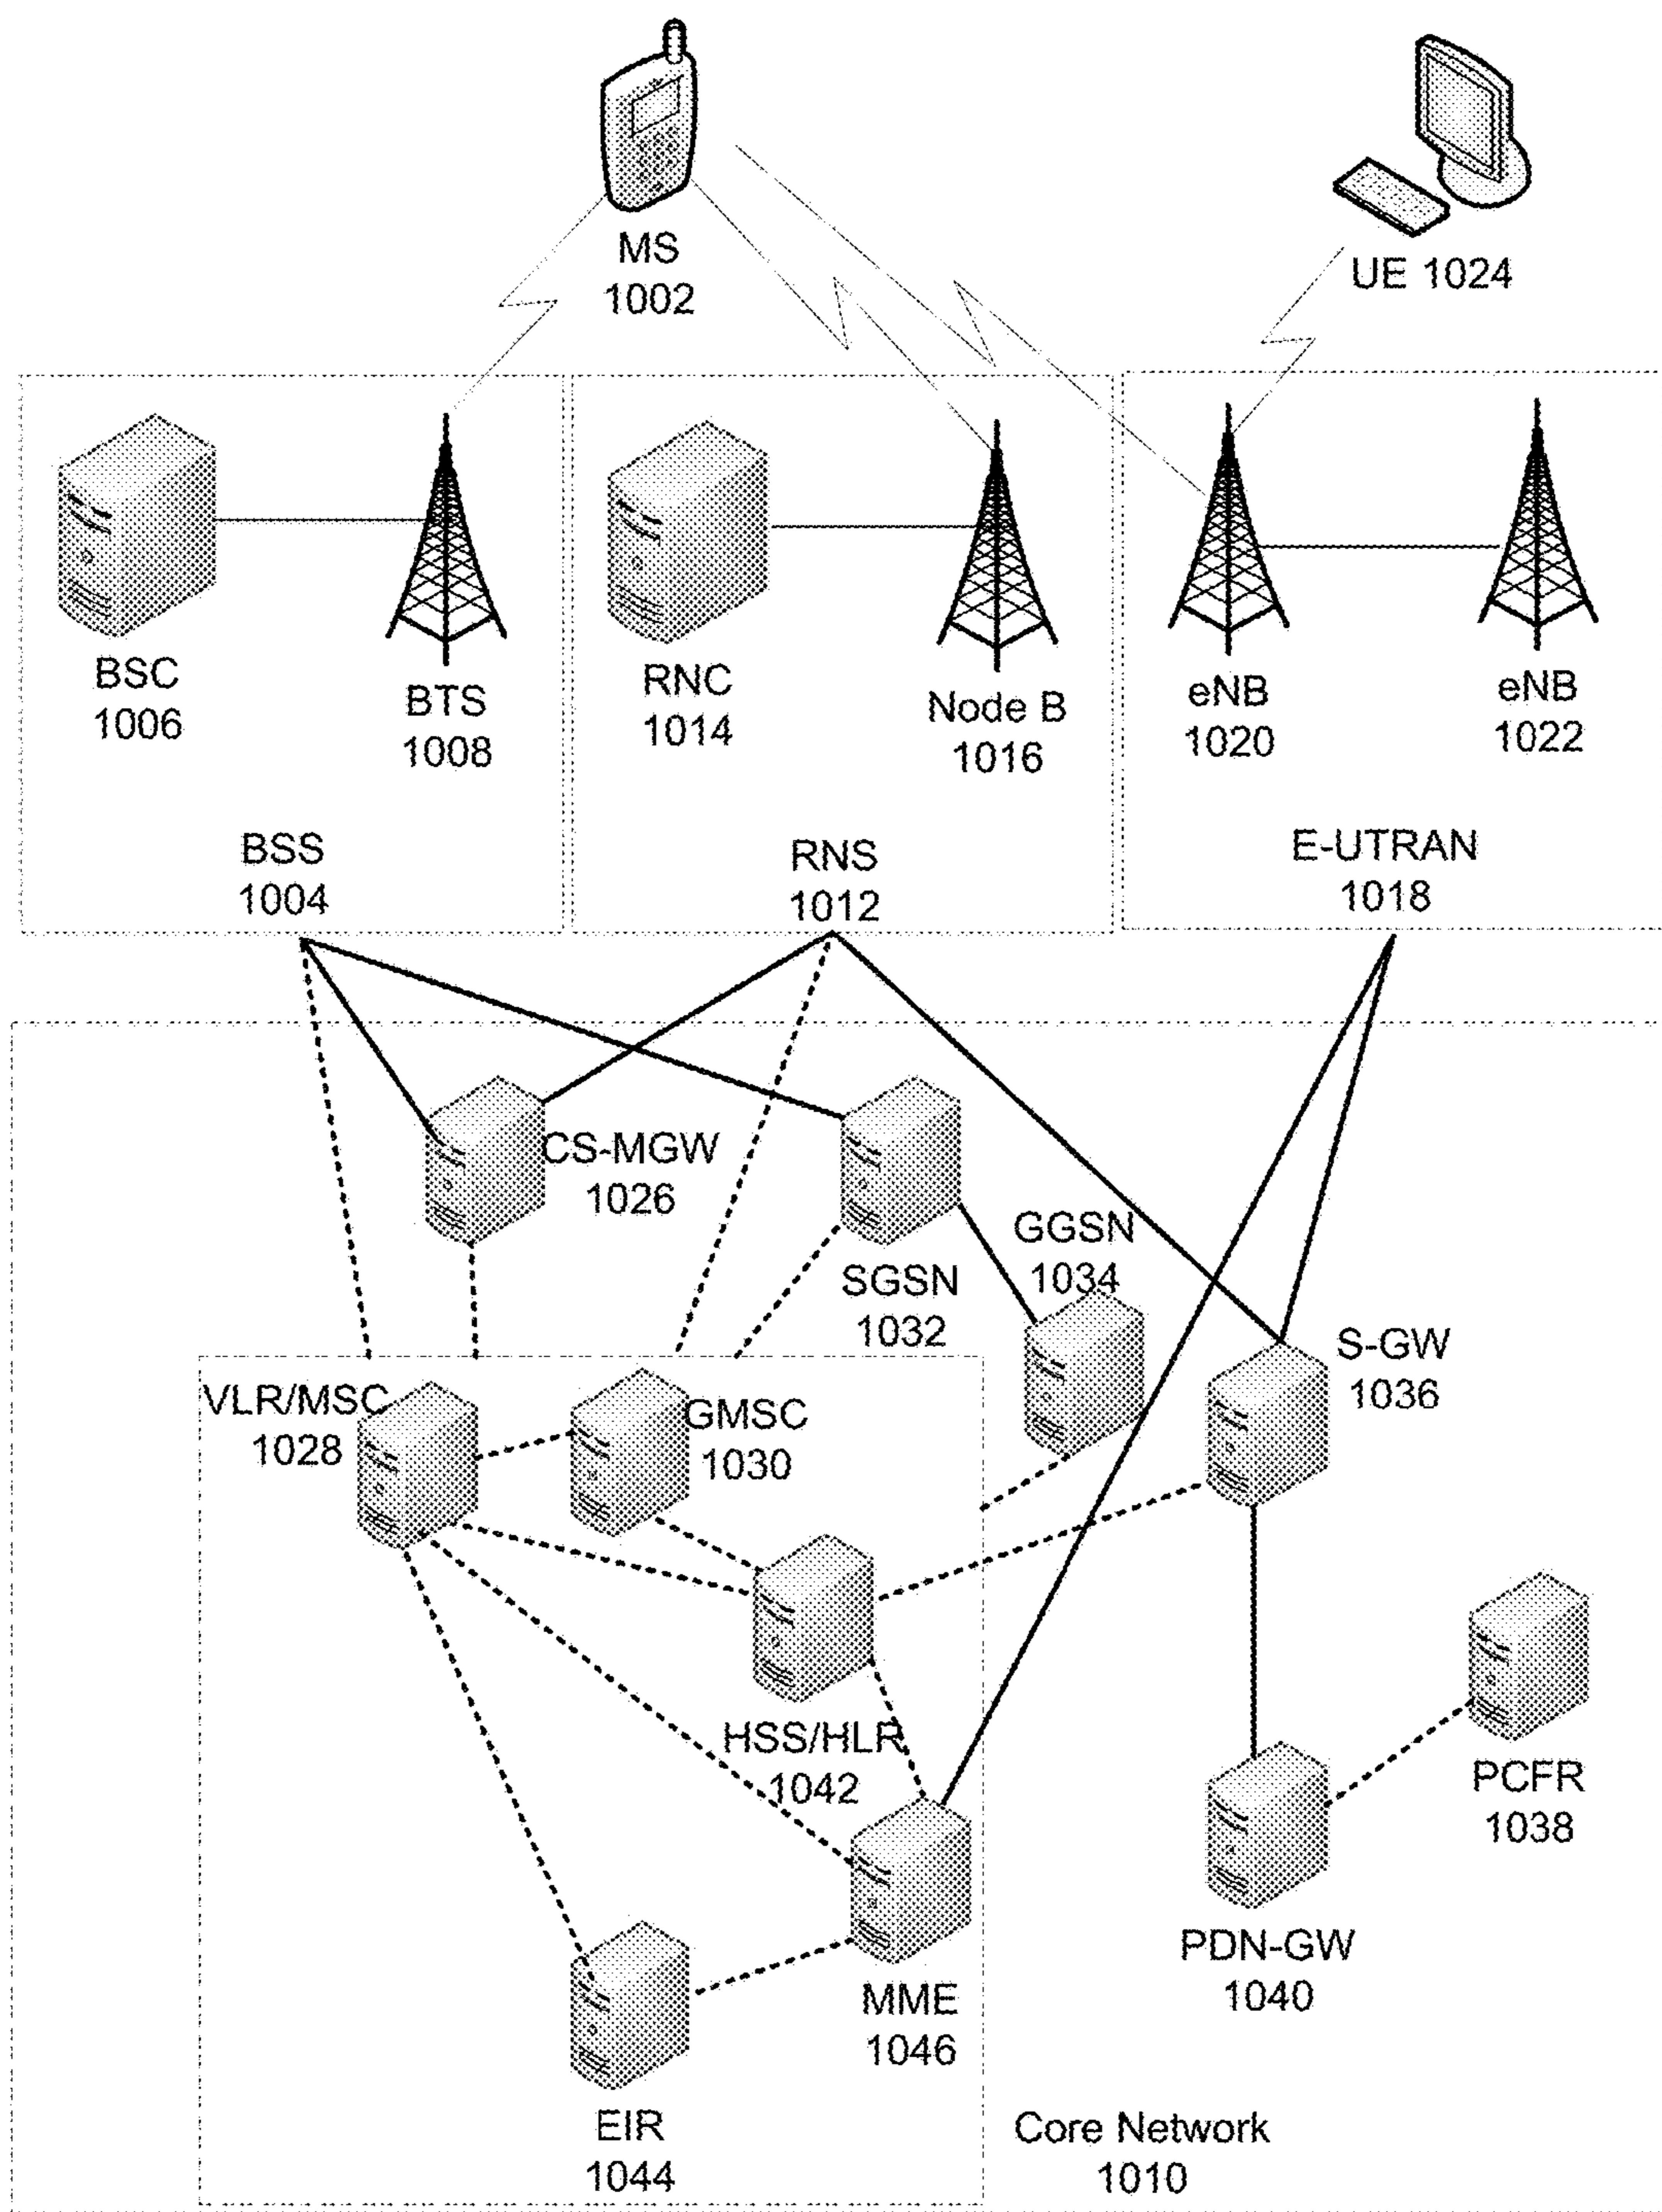 MS
1002
UE 1024
BSC
1006
BTS
1008
RNC
1014
Node B
1016
eNB
1020
eNB
1022
BSS
1004
RNS
1012
E-UTRAN
1018
CS-MGW
1026
SGSN
1032
GGSN
1034
S-GW
1036
VLR/MSC
1028
GMSC
1030
HSS/HLR
1042
PCFR
1038
PDN-GW
1040
MME
1046
EIR
1044
Core Network
1010